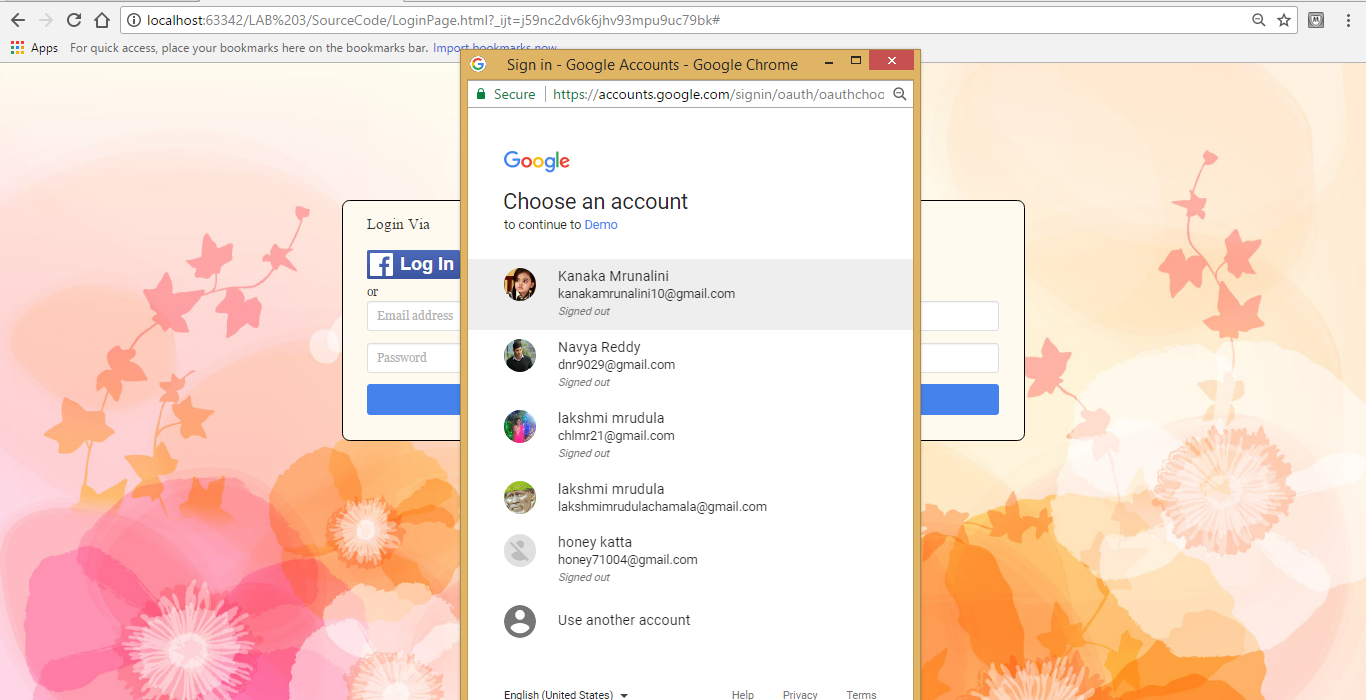 localhost:63342/LAB%203/SourceCode/LoginPage.html?_ijt=j59nc2dv6k6jhv93mpu9uc79bk#
Apps For quick access, place your bookmarks here on the bookmarks bar. Import bookmarks now
Sign in - Google Accounts - Google Chrome
Secure https://accounts.google.com/signin/oauth/oauthchoo
Google
Choose an account
to continue to Demo
Kanaka Mrunalini
kanakamrunalini10@gmail.com
Signed out
Navya Reddy
dnr9029@gmail.com
Signed out
lakshmi mrudula
chlmr21@gmail.com
Signed out
lakshmi mrudula
lakshmimrudulachamala@gmail.com
honey katta
honey71004@gmail.com
Signed out
Use another account
English (United States) Help Privacy Terms
Login Via
Log In
or
Email address
Password